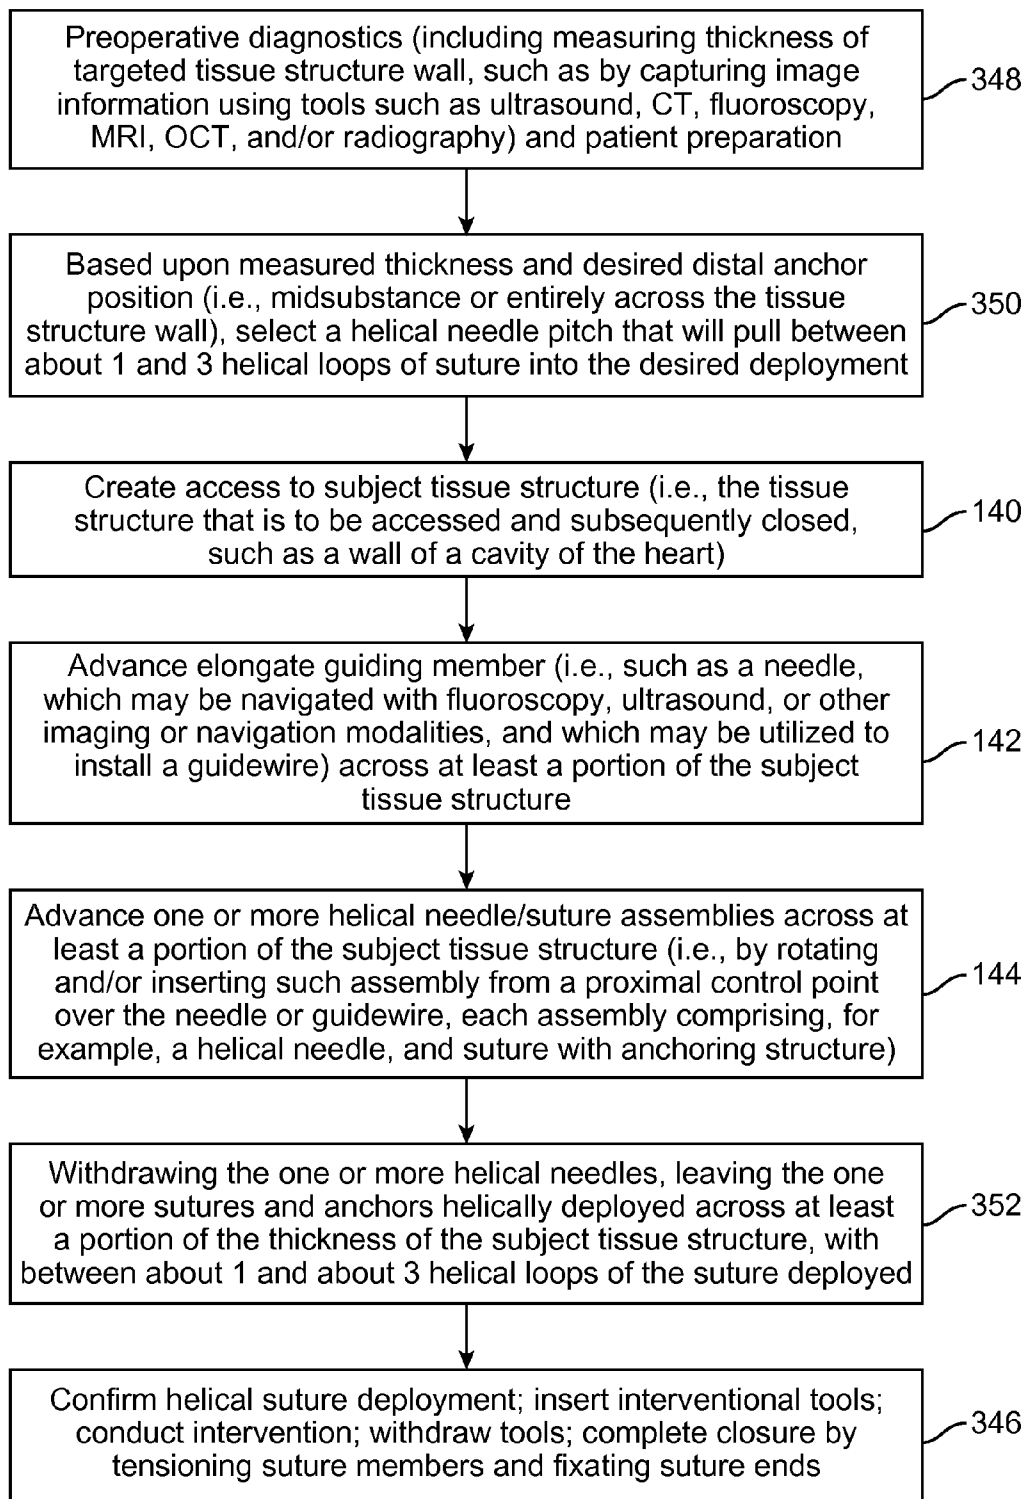 Preoperative diagnostics (including measuring thickness of
targeted tissue structure wall, such as by capturing image
information using tools such as ultrasound, CT, fluoroscopy,
MRI, OCT, and/or radiography) and patient preparation
348
Based upon measured thickness and desired distal anchor
position (i.e., midsubstance or entirely across the tissue
structure wall), select a helical needle pitch that will pull between
about 1 and 3 helical loops of suture into the desired deployment
350
Create access to subject tissue structure (i.e., the tissue
structure that is to be accessed and subsequently closed,
such as a wall of a cavity of the heart)
140
Advance elongate guiding member (i.e., such as a needle,
which may be navigated with fluoroscopy, ultrasound, or other
imaging or navigation modalities, and which may be utilized to
install a guidewire) across at least a portion of the subject
tissue structure
142
Advance one or more helical needle/suture assemblies across at
least a portion of the subject tissue structure (i.e., by rotating
and/or inserting such assembly from a proximal control point
over the needle or guidewire, each assembly comprising, for
example, a helical needle, and suture with anchoring structure)
144
Withdrawing the one or more helical needles, leaving the one
or more sutures and anchors helically deployed across at least
a portion of the thickness of the subject tissue structure, with
between about 1 and about 3 helical loops of the suture deployed
352
Confirm helical suture deployment; insert interventional tools;
conduct intervention; withdraw tools; complete closure by
tensioning suture members and fixating suture ends
346